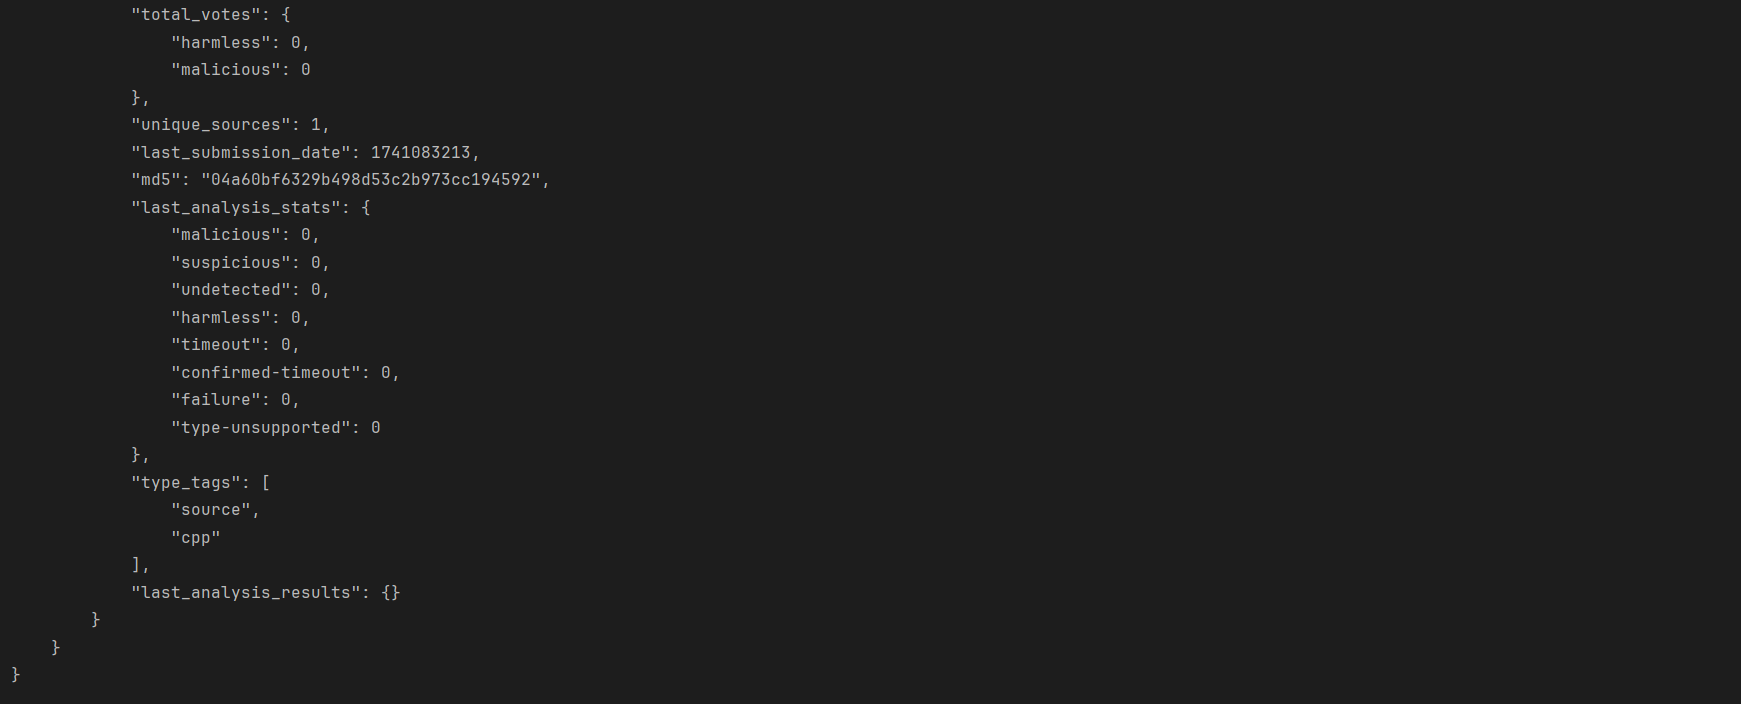 "total_votes": {
"harmless": 0,
"malicious": 0
},
"unique_sources": 1,
"last_submission_date": 1741083213,
"md5": "04a60bf6329b498d53c2b973cc194592",
"last_analysis_stats": {
"malicious": 0,
"suspicious": 0,
"undetected": 0,
"harmless": 0,
"timeout": 0,
"confirmed-timeout": 0,
"failure": 0,
"type-unsupported": 0
},
"type_tags": [
"source",
"cpp"
],
"last_analysis_results": {}
}
}
}